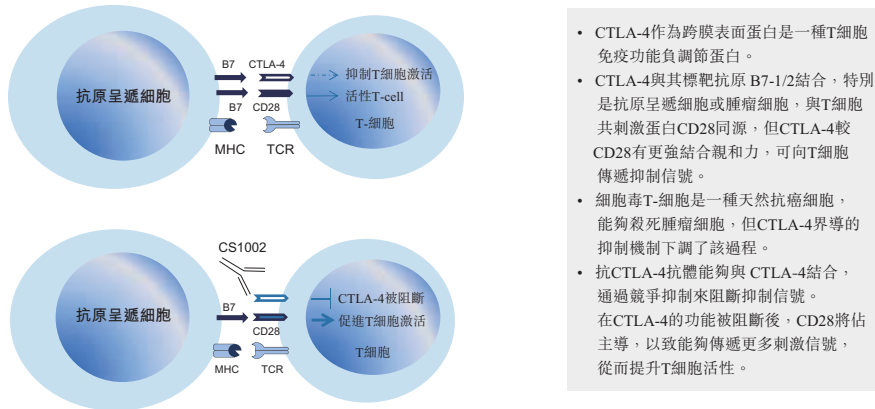 B7 CTLA-4
抗原呈遞細胞
抑制T細胞激活
活性T-cell
B7 CD28
T-細胞
MHC TCR
CS1002
B7
CTLA-4被阻斷
抗原呈遞細胞
促進T細胞激活
CD28
T細胞
MHC TCR
• CTLA-4作為跨膜表面蛋白是一種T細胞
免疫功能負調節蛋白。
• CTLA-4與其標靶抗原 B7-1/2結合，特別
是抗原呈遞細胞或腫瘤細胞，與T細胞
共刺激蛋白CD28同源，但CTLA-4較
CD28有更強結合親和力，可向T細胞
傳遞抑制信號。
• 細胞毒T-細胞是一種天然抗癌細胞，
能夠殺死腫瘤細胞，但CTLA-4界導的
抑制機制下調了該過程。
• 抗CTLA-4抗體能夠與 CTLA-4結合，
通過競爭抑制來阻斷抑制信號。
在CTLA-4的功能被阻斷後，CD28將佔
主導，以致能夠傳遞更多刺激信號，
從而提升T細胞活性。